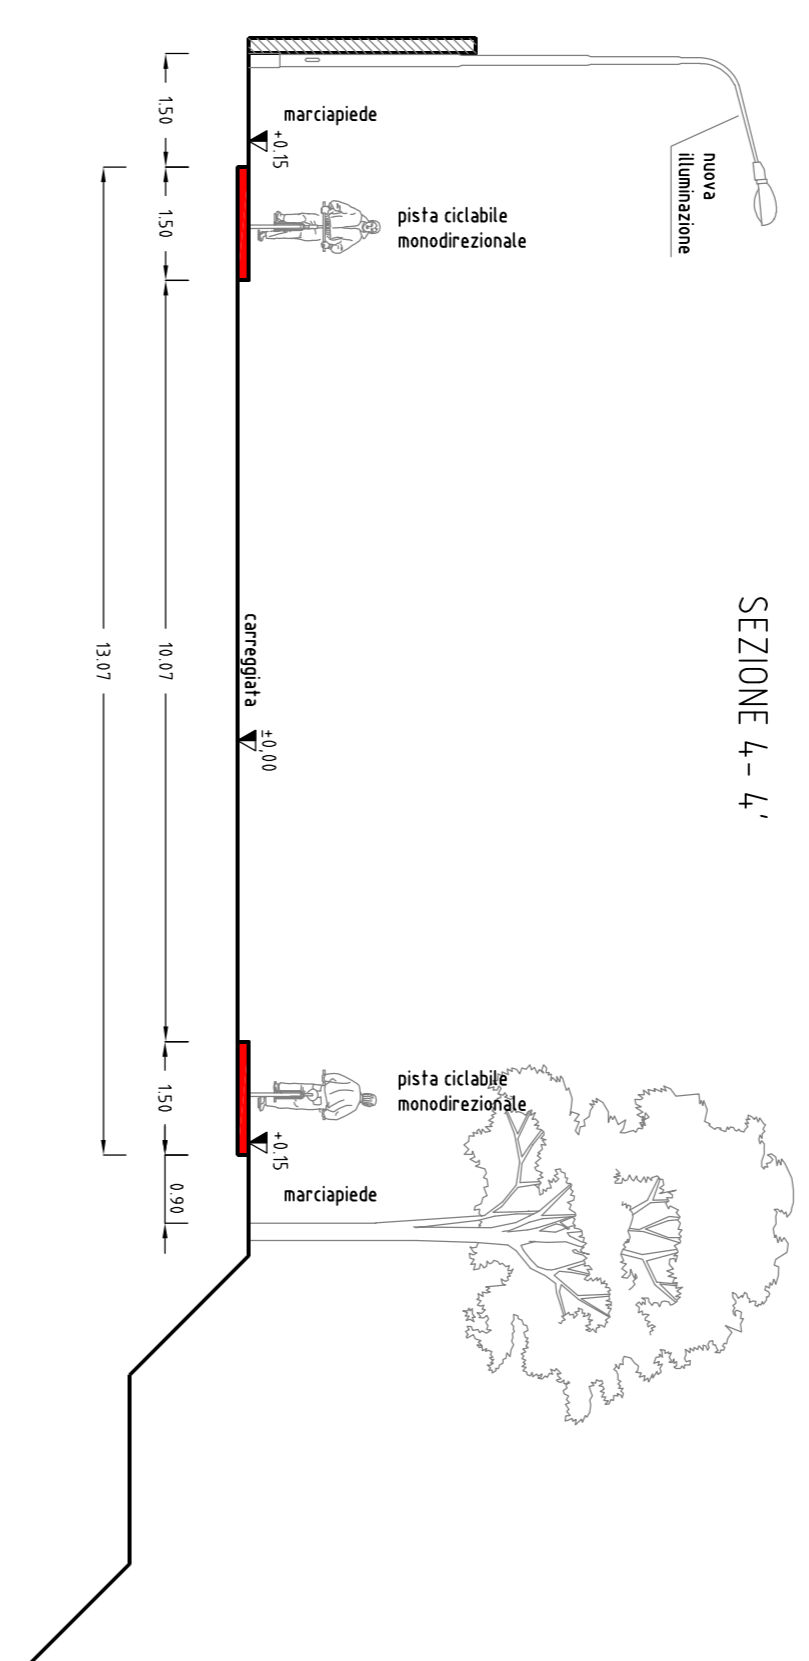 SEZIONE 4- 4'
nuova
illuminazione
marciapiede
+0.15
pista ciclabile
monodirezionale
carreggiata
±0,00
pista ciclabile
monodirezionale
+0.15
marciapiede
1.50
1.50
10.07
1.50
0.90
13.07